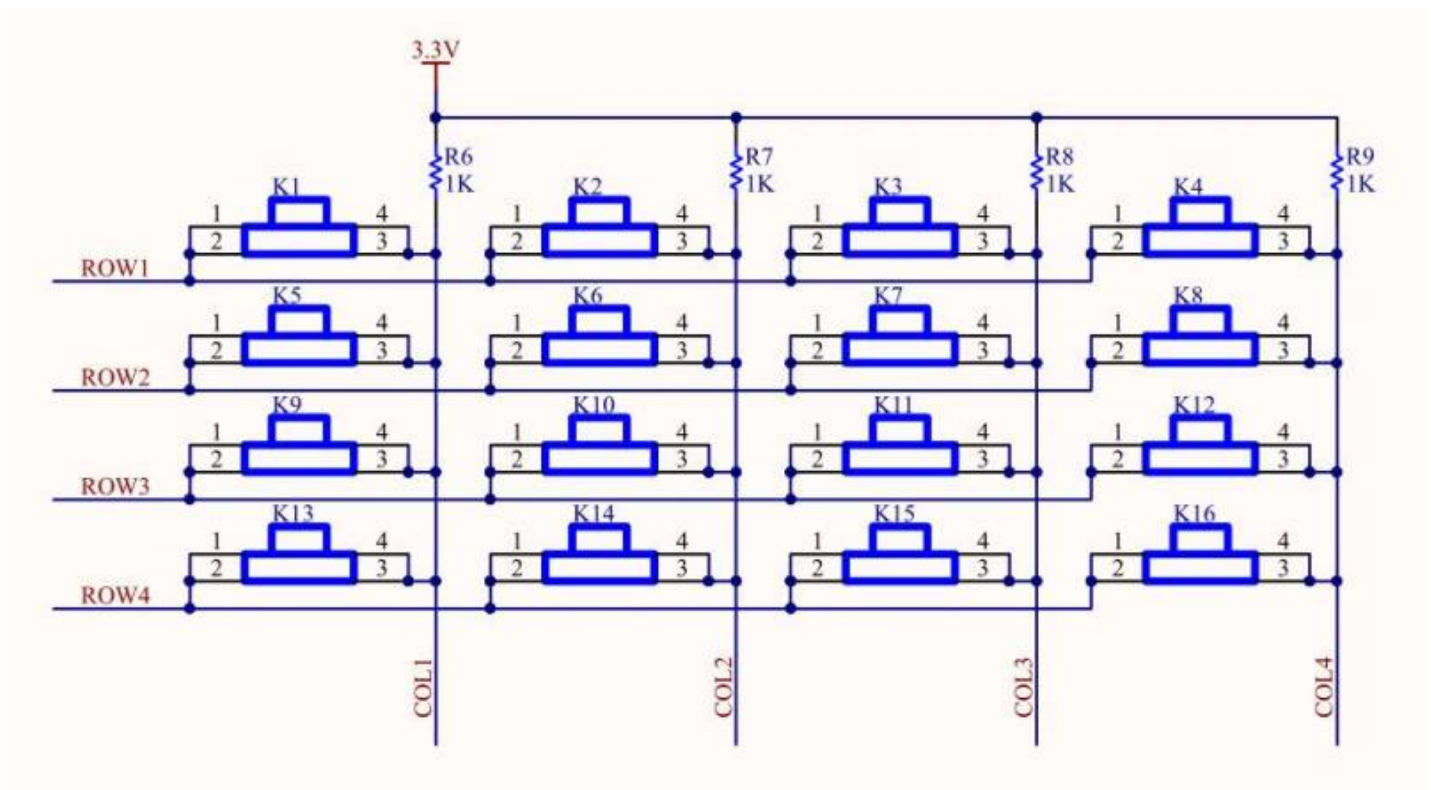 3.3V
R6 R7 R8 R9
1K 1K 1K 1K
K1 K2 K3 K4
1 4 1 4 1 4 1 4
2 3 2 3 2 3 2 3
ROW1
K5 K6 K7 K8
1 4 1 4 1 4 1 4
2 3 2 3 2 3 2 3
ROW2
K9 K10 K11 K12
1 4 1 4 1 4 1 4
2 3 2 3 2 3 2 3
ROW3
K13 K14 K15 K16
1 4 1 4 1 4 1 4
2 3 2 3 2 3 2 3
ROW4
COL1 COL2 COL3 COL4